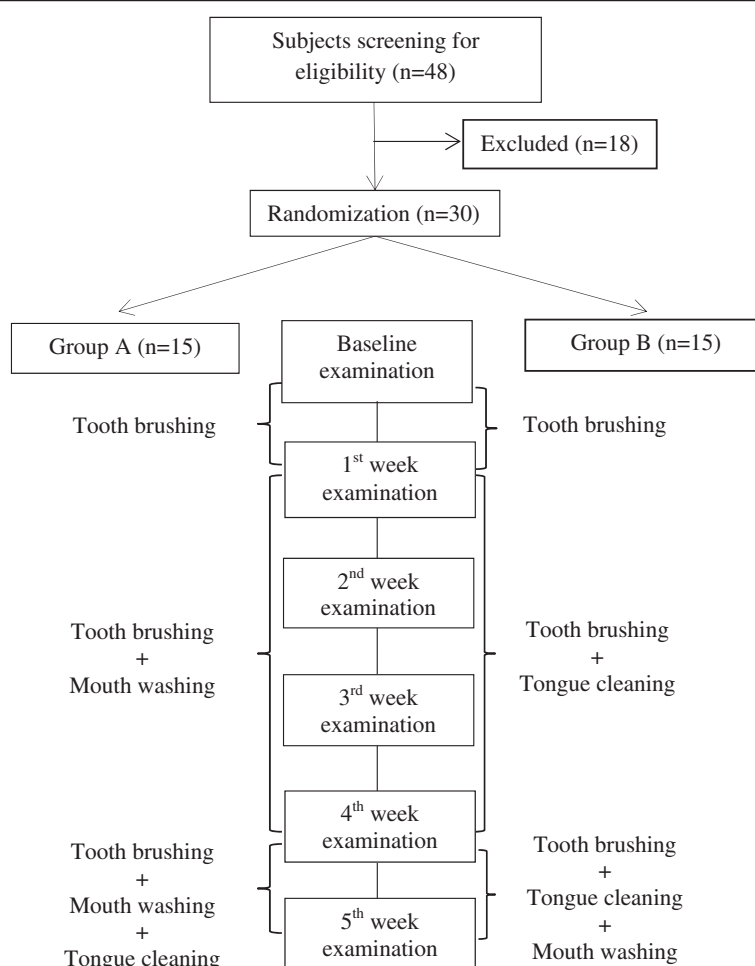 Subjects screening for
eligibility (n=48)
Excluded (n=18)
Randomization (n=30)
Group A (n=15)
Baseline
examination
Group B (n=15)
Tooth brushing
Tooth brushing
1st week
examination
2nd week
examination
Tooth brushing
+
Mouth washing
Tooth brushing
+
Tongue cleaning
3rd week
examination
4th week
examination
Tooth brushing
+
Mouth washing
+
Tongue cleaning
Tooth brushing
+
Tongue cleaning
+
Mouth washing
5th week
examination